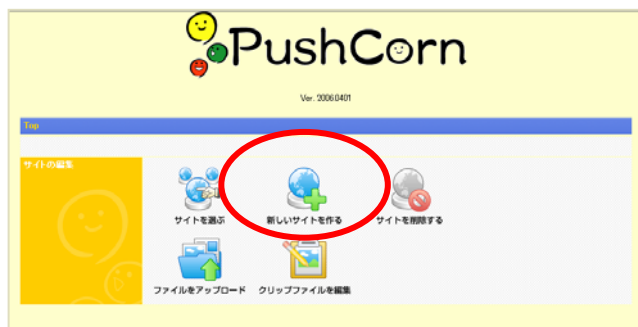 PushCorn
Ver. 20060401
Top
サイトの編集
サイトを選ぶ
新しいサイトを作る
サイトを削除する
ファイルをアップロード
クリップファイルを編集